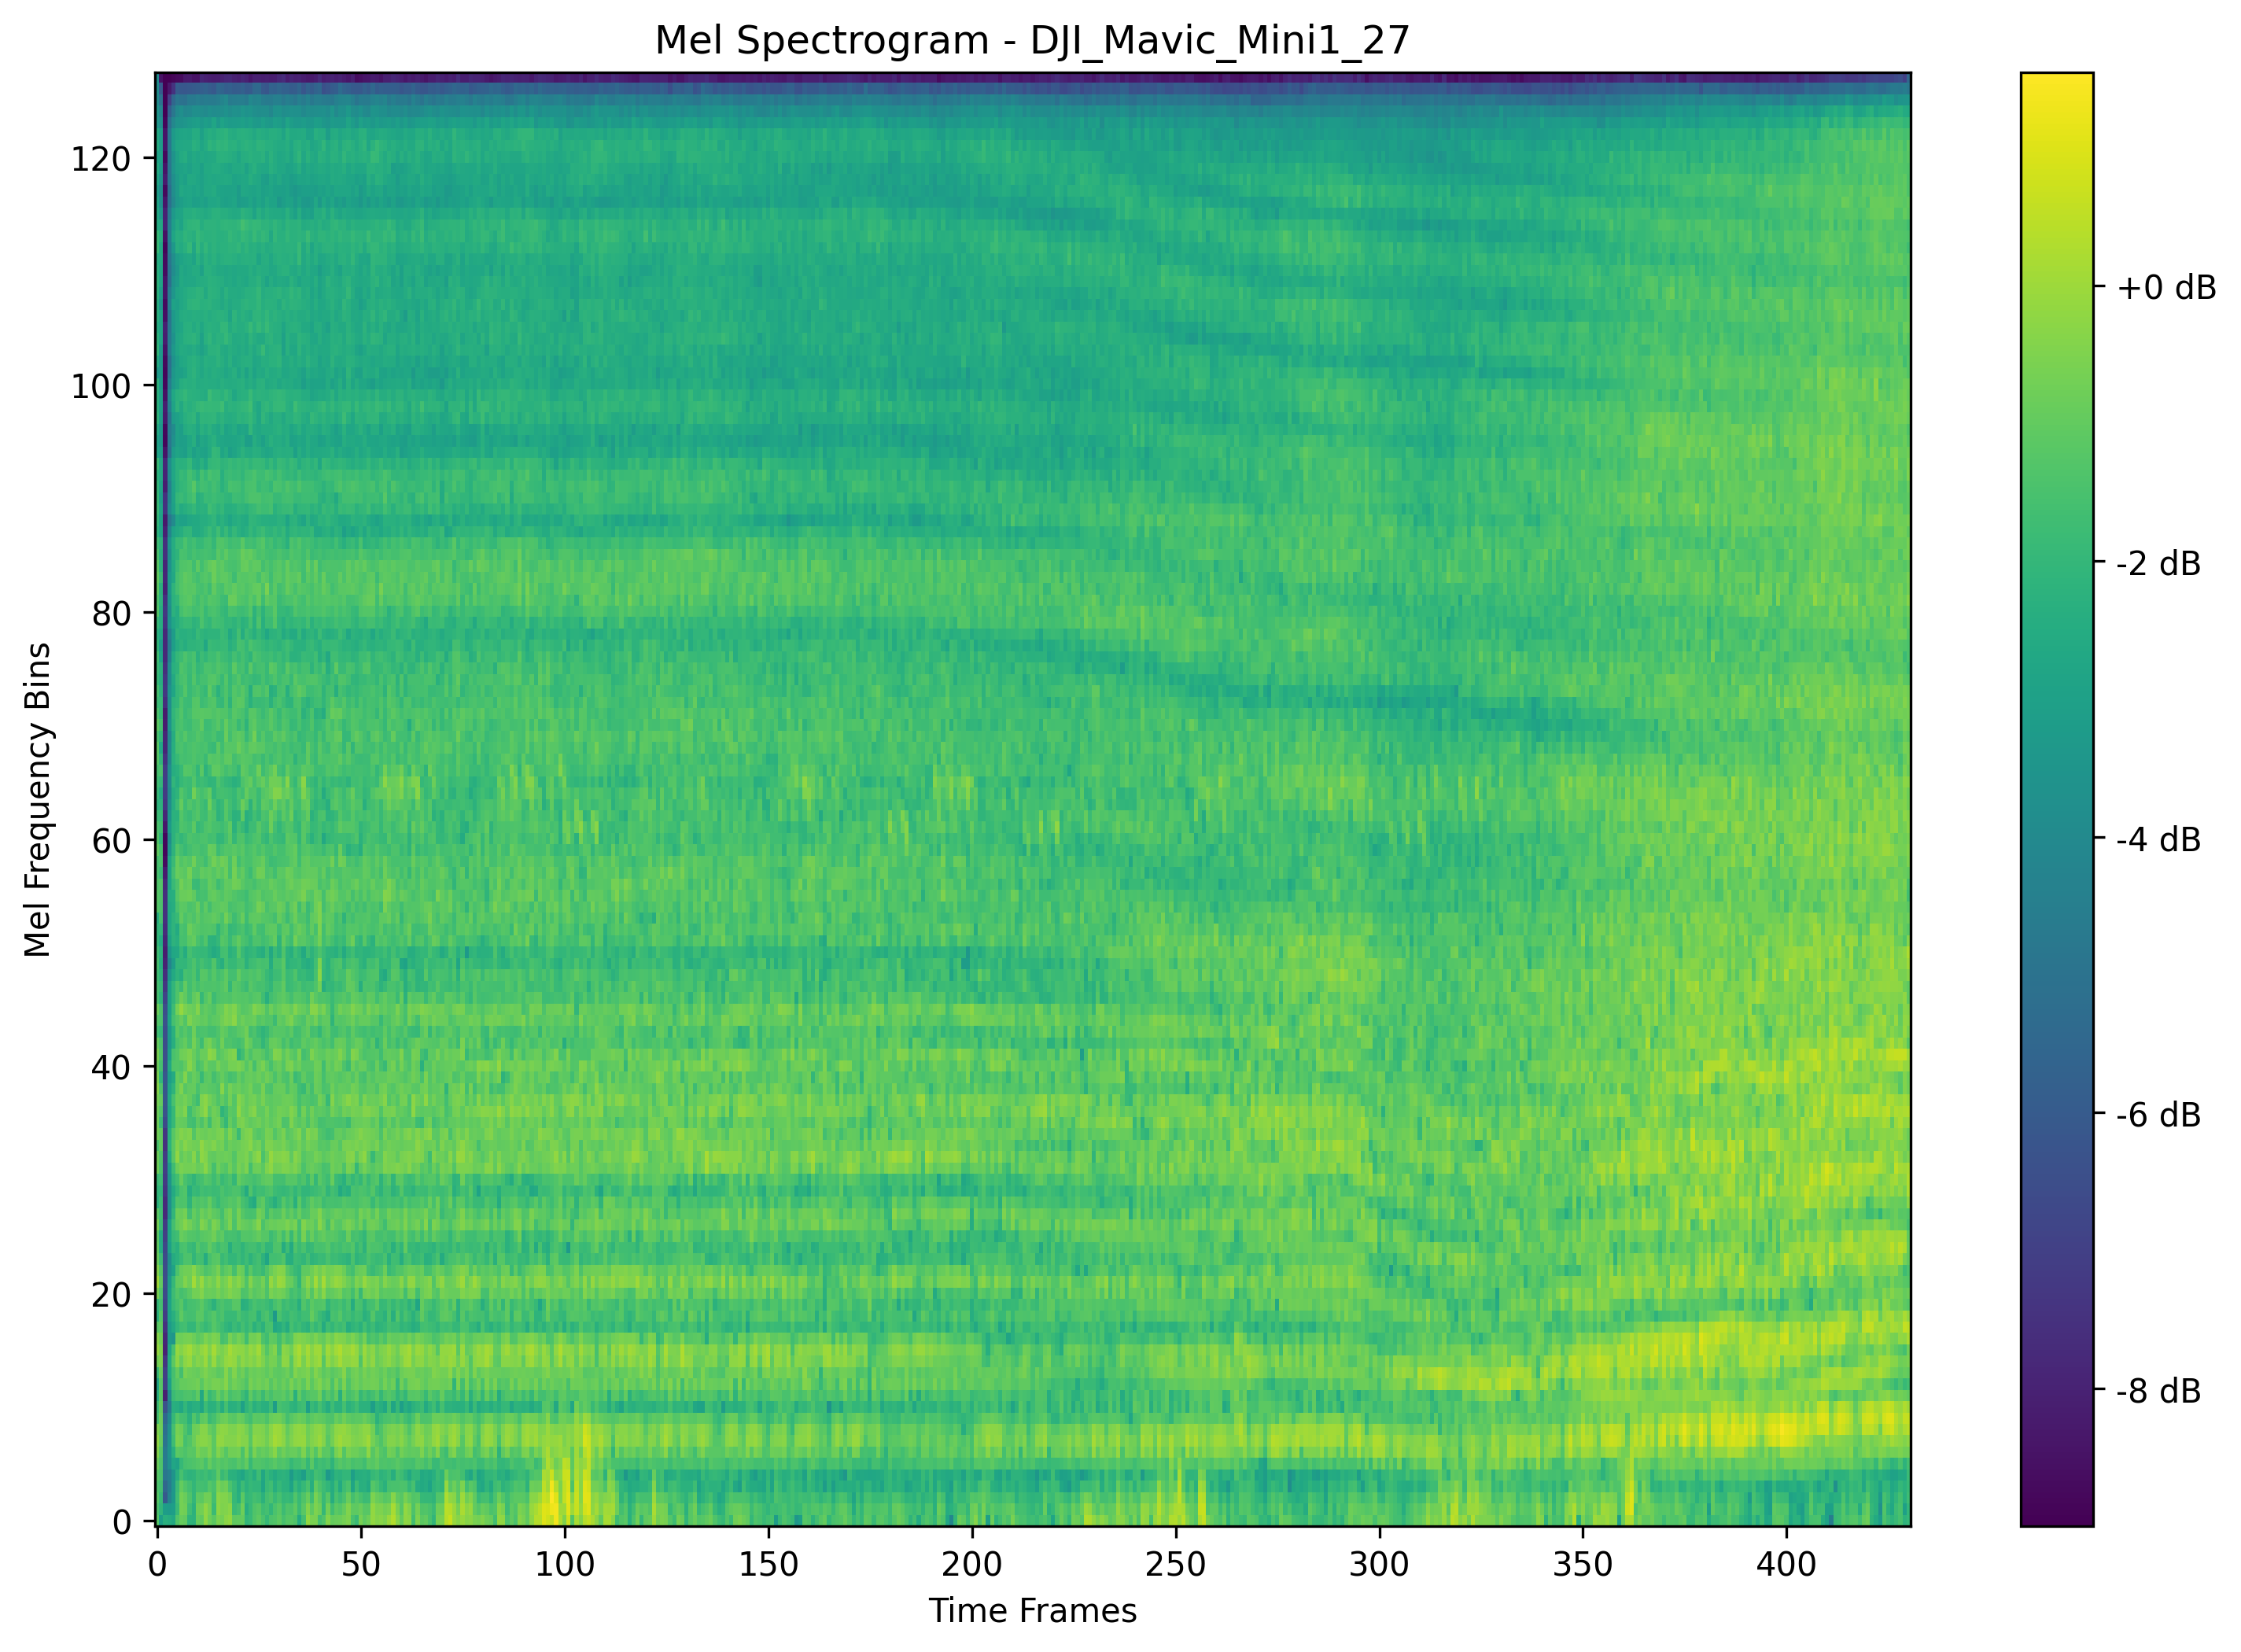 Mel Spectrogram - DJI_Mavic_Mini1_27
Mel Frequency Bins
120
100
80
60
40
20
0
0 50 100 150 200 250 300 350 400
Time Frames
+0 dB
-2 dB
-4 dB
-6 dB
-8 dB